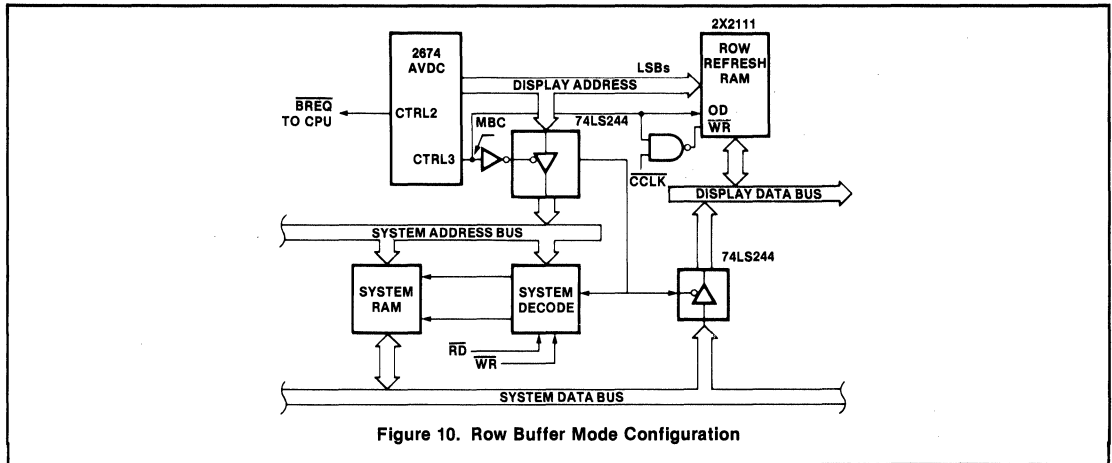 2X2111
2674
AVDC
ROW
REFRESH
RAM
LSBs
DISPLAY ADDRESS
BREQ
TO CPU
CTRL2
MBC
74LS244
OD
WR
CTRL3
CCLK
DISPLAY DATA BUS
SYSTEM ADDRESS BUS
74LS244
SYSTEM
RAM
SYSTEM
DECODE
RD
WR
SYSTEM DATA BUS
Figure 10. Row Buffer Mode Configuration